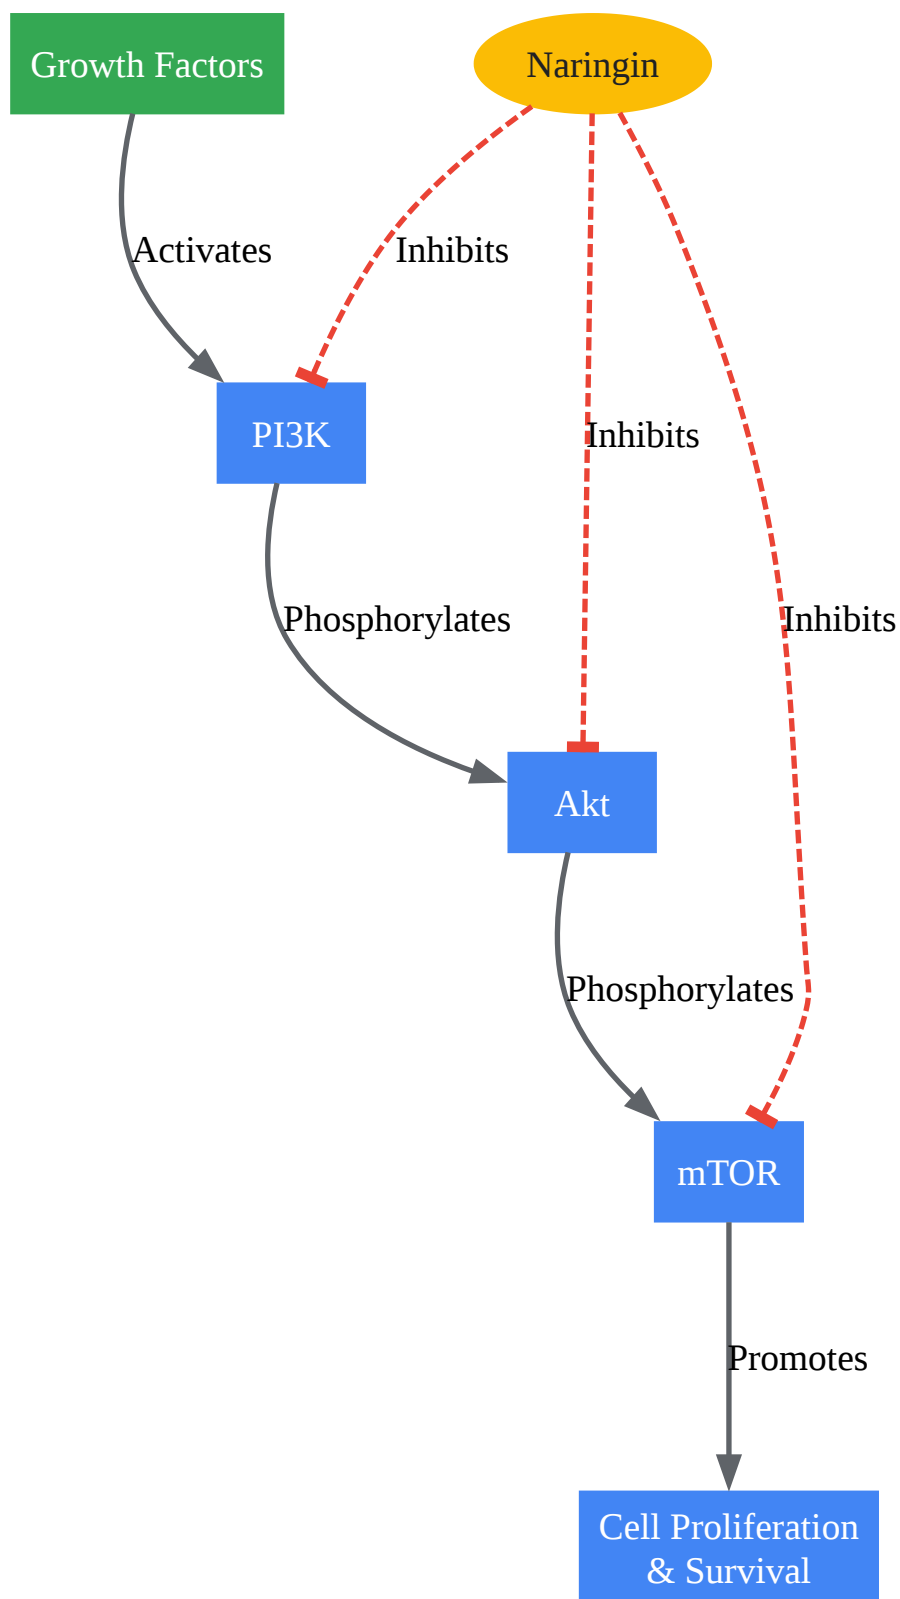 Growth Factors
Naringin
Activates
Inhibits
PI3K
Inhibits
Phosphorylates
Inhibits
Akt
Phosphorylates
mTOR
Promotes
Cell Proliferation
& Survival